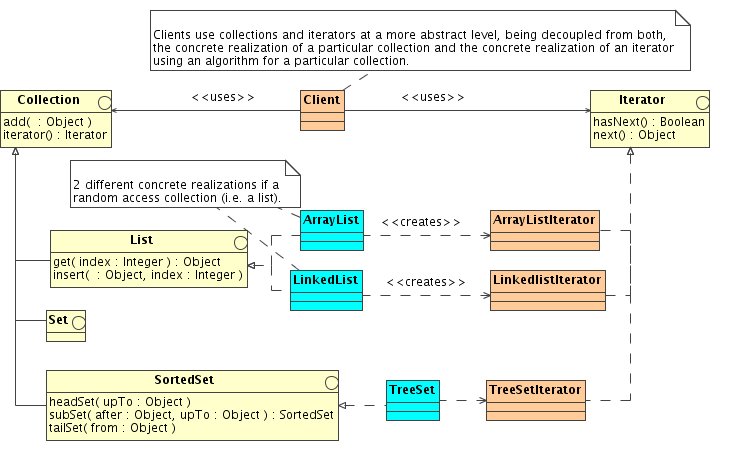 Clients use collections and iterators at a more abstract level, being decoupled from both,
the concrete realization of a particular collection and the concrete realization of an iterator
using an algorithm for a particular collection.
Collection
add( : Object )
iterator() : Iterator
<<uses>>
Client
<<uses>>
Iterator
hasNext() : Boolean
next() : Object
2 different concrete realizations if a
random access collection (i.e. a list).
ArrayList
<<creates>>
ArrayListIterator
List
get( index : Integer ) : Object
insert( : Object, index : Integer )
LinkedList
<<creates>>
LinkedlistIterator
Set
SortedSet
headSet( upTo : Object )
subSet( after : Object, upTo : Object ) : SortedSet
tailSet( from : Object )
TreeSet
TreeSetIterator